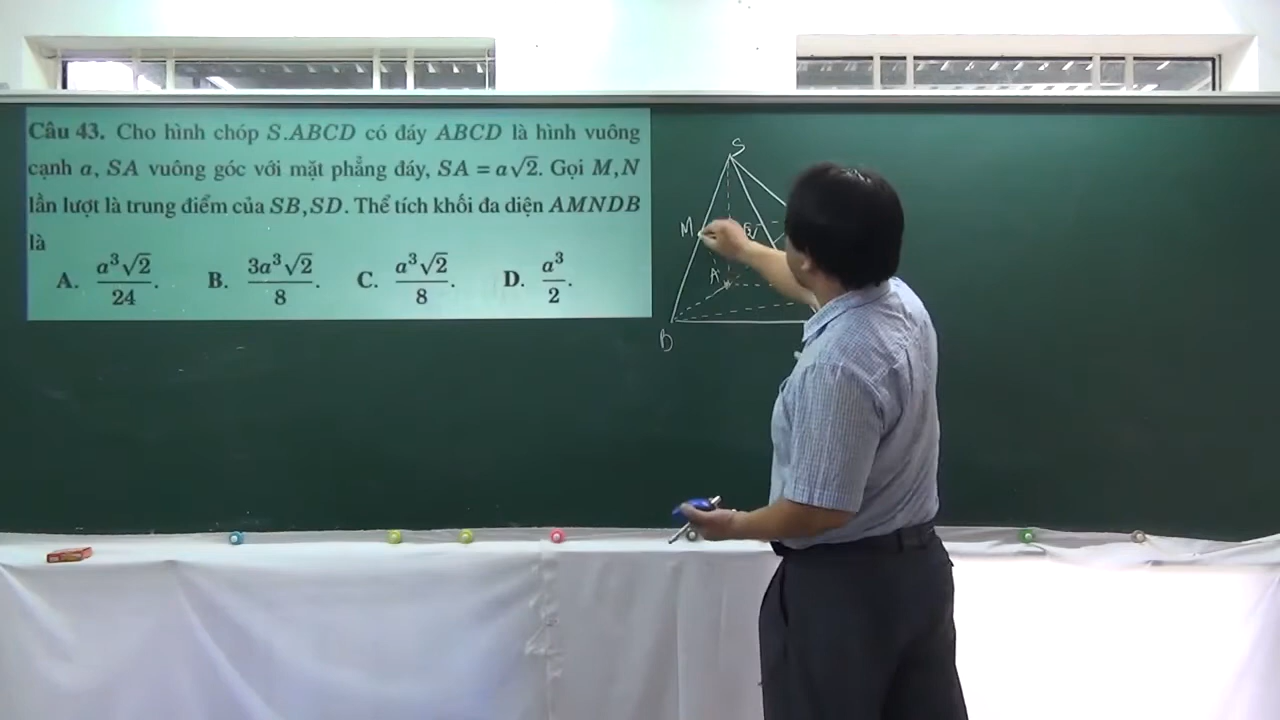 Câu 43. Cho hình chóp S.ABCD có đáy ABCD là hình vuông
cạnh a, SA vuông góc với mặt phẳng đáy, SA = a√2. Gọi M,N
lần lượt là trung điểm của SB,SD. Thể tích khối đa diện AMNDB
là
A. a³√2/24. B. 3a³√2/8. C. a³√2/8. D. a³/2.
S
M
A
B